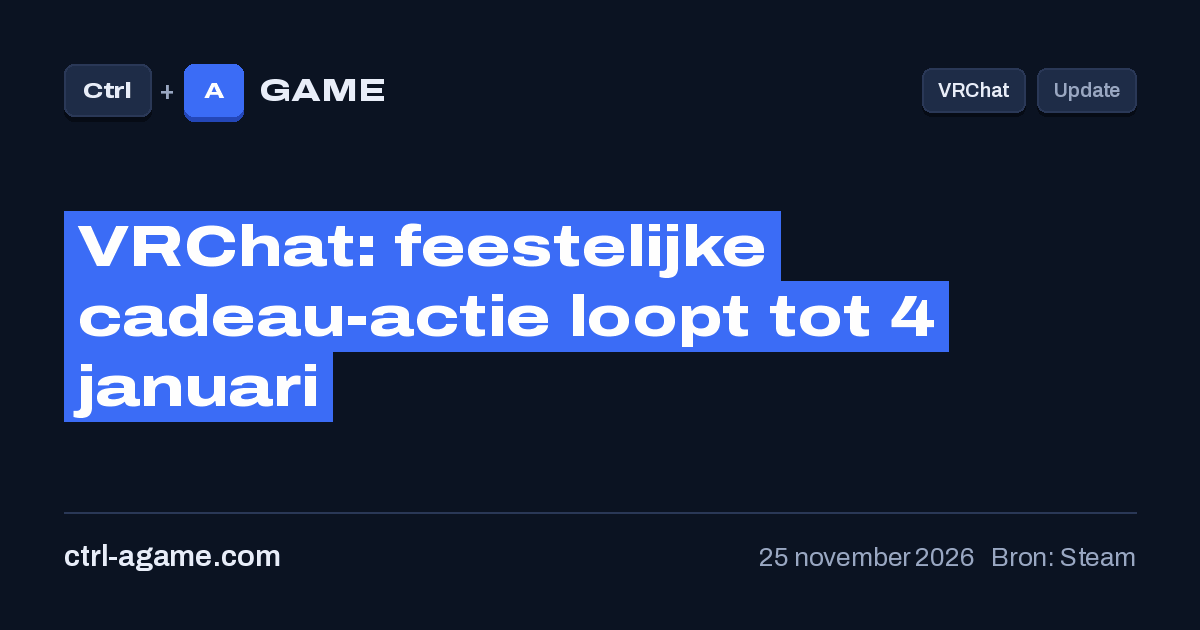 Ctrl + A GAME
VRChat Update
VRChat: feestelijke
cadeau-actie loopt tot 4
januari
ctrl-agame.com
25 november 2026 Bron: Steam